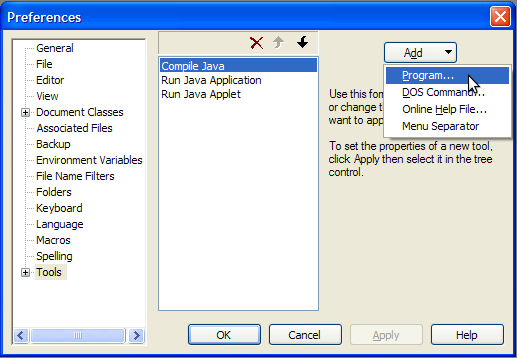 Preferences
General
File
Editor
View
Document Classes
Associated Files
Backup
Environment Variables
File Name Filters
Folders
Keyboard
Language
Macros
Spelling
Tools
Compile Java
Run Java Application
Run Java Applet
Add
Program...
DOS Command...
Online Help File...
Menu Separator
Use this for
or change t
want to app
To set the properties of a new tool,
click Apply then select it in the tree
control.
OK
Cancel
Apply
Help